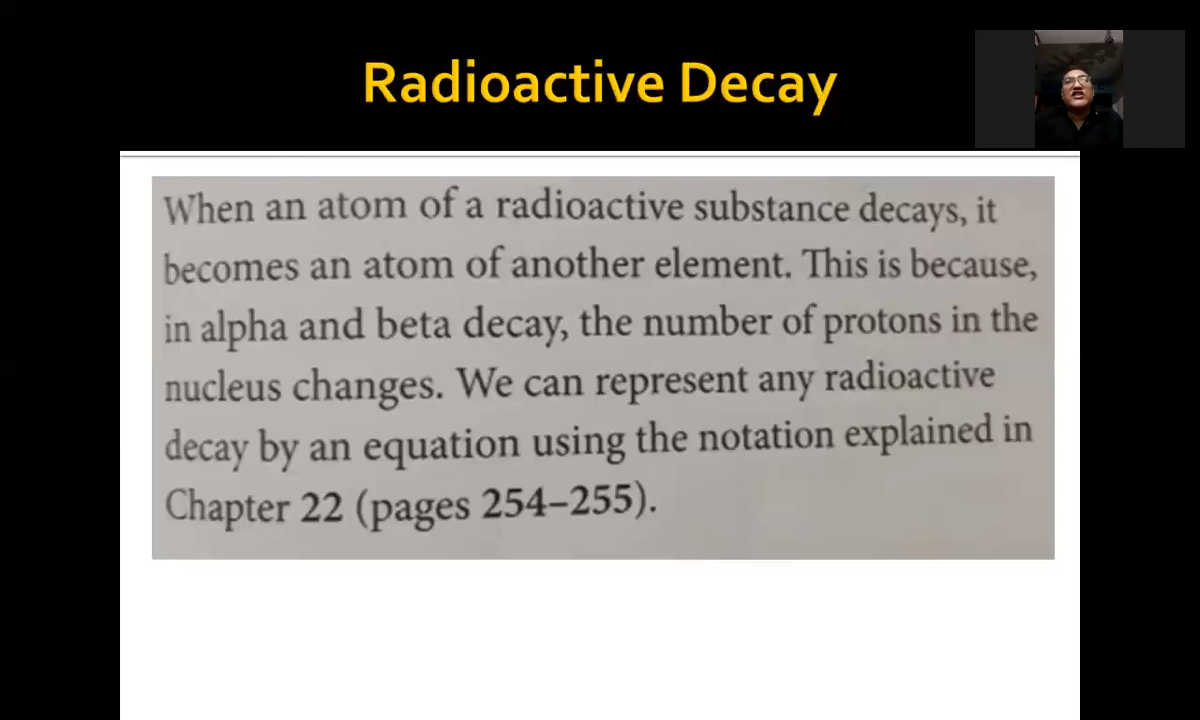 Radioactive Decay
When an atom of a radioactive substance decays, it
becomes an atom of another element. This is because,
in alpha and beta decay, the number of protons in the
nucleus changes. We can represent any radioactive
decay by an equation using the notation explained in
Chapter 22 (pages 254–255).